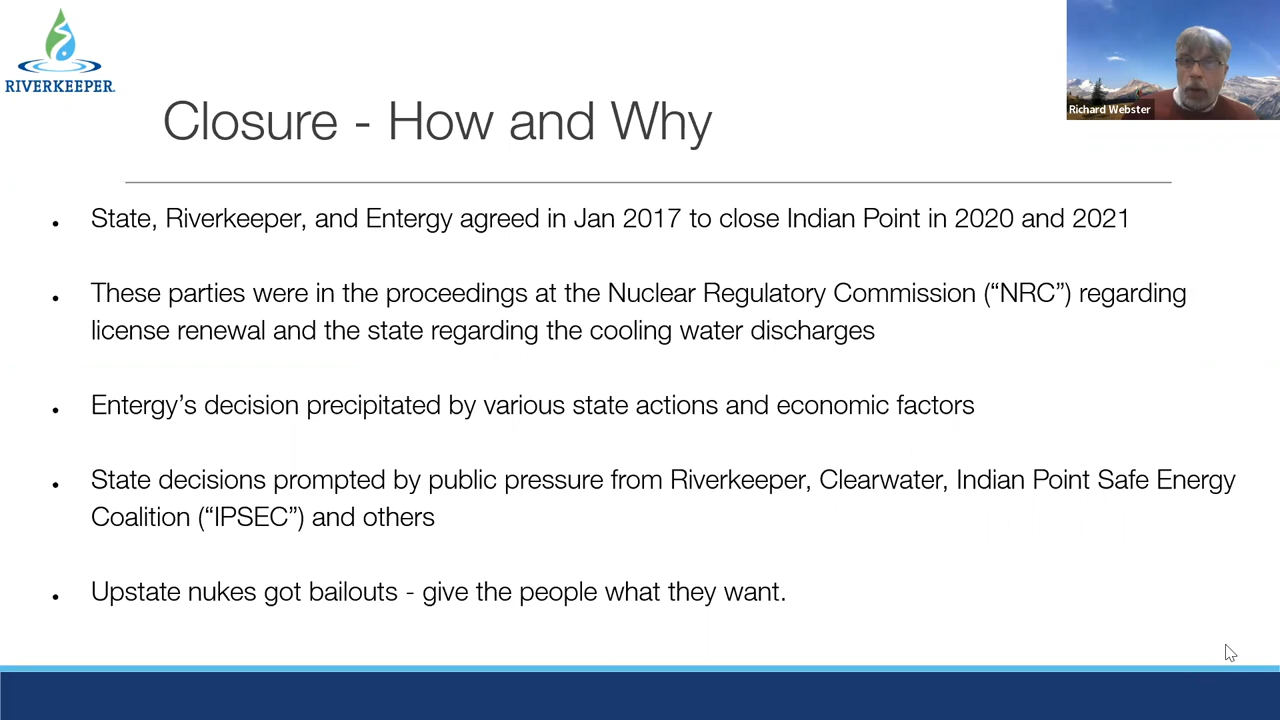 RIVERKEEPER.
Richard Webster
Closure - How and Why
• State, Riverkeeper, and Entergy agreed in Jan 2017 to close Indian Point in 2020 and 2021
• These parties were in the proceedings at the Nuclear Regulatory Commission (“NRC”) regarding
license renewal and the state regarding the cooling water discharges
• Entergy’s decision precipitated by various state actions and economic factors
• State decisions prompted by public pressure from Riverkeeper, Clearwater, Indian Point Safe Energy
Coalition (“IPSEC”) and others
• Upstate nukes got bailouts - give the people what they want.